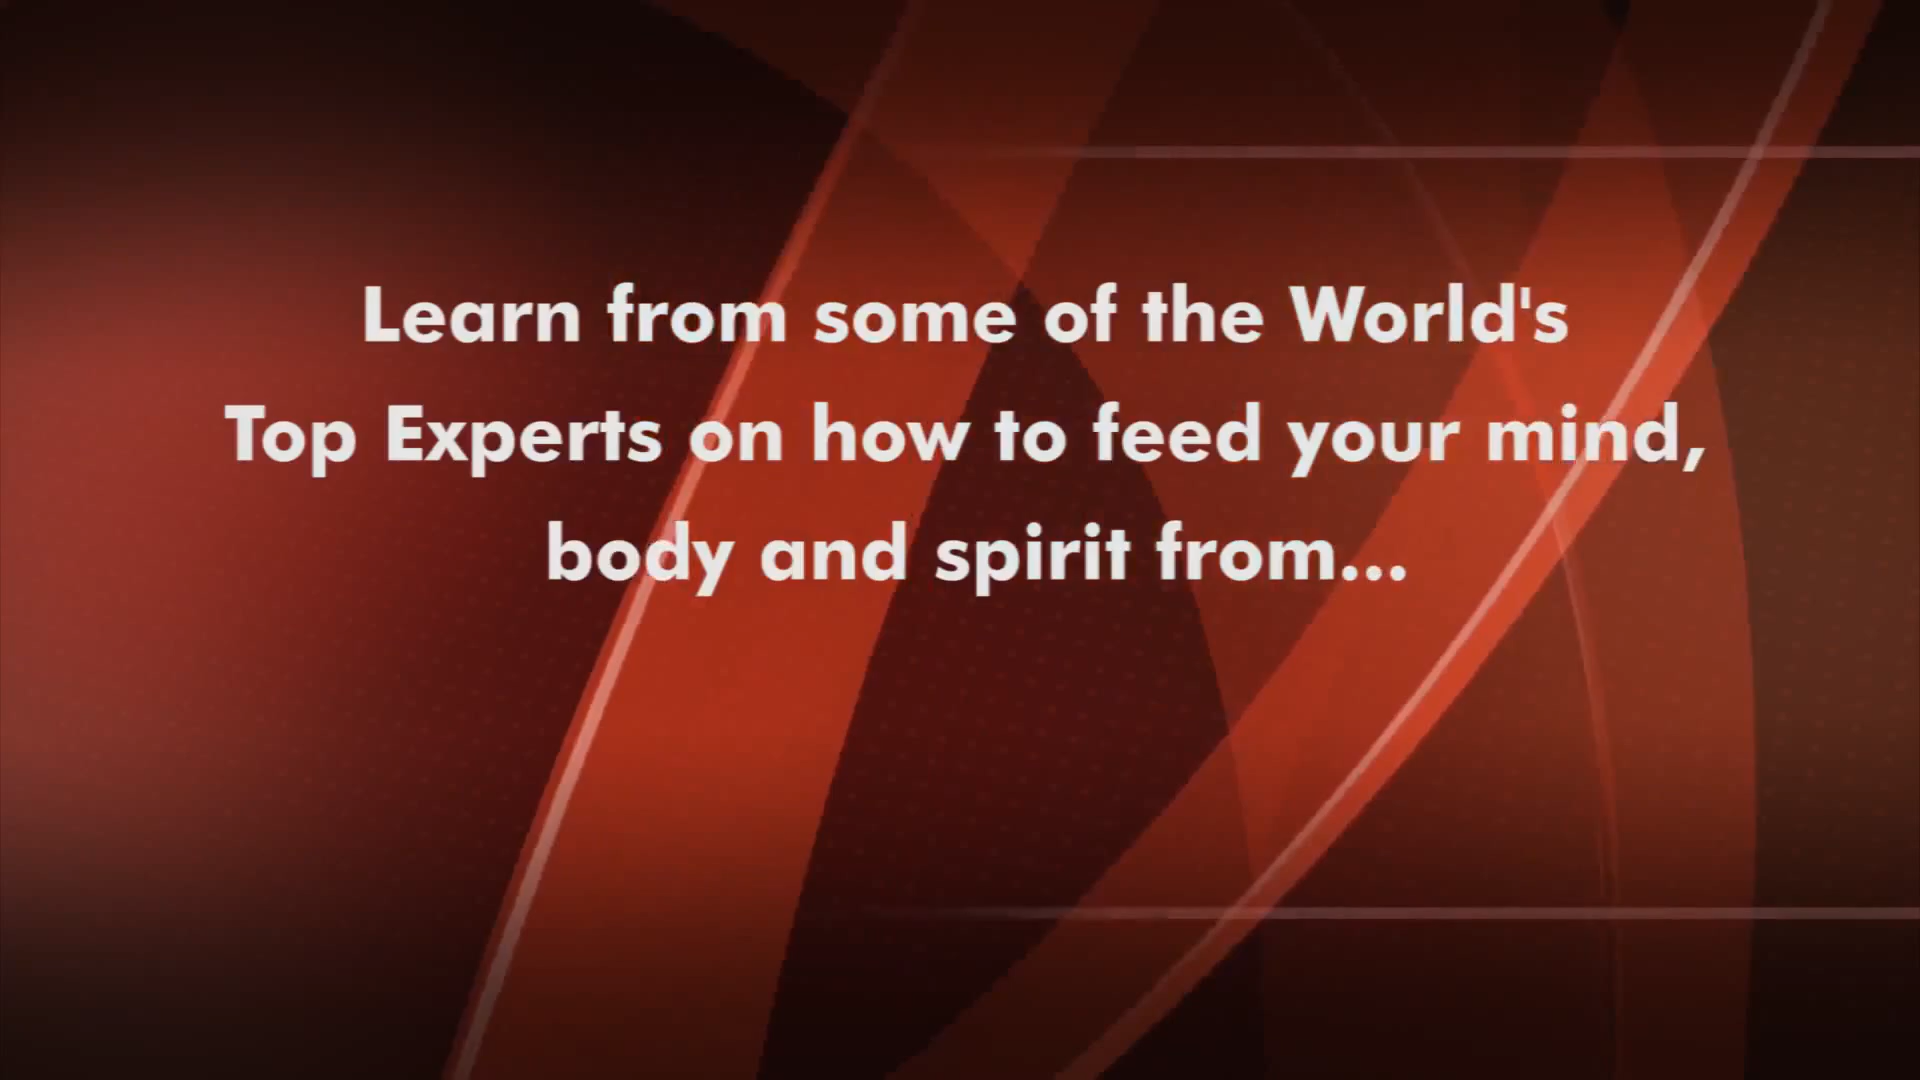 Learn from some of the World's
Top Experts on how to feed your mind,
body and spirit from...